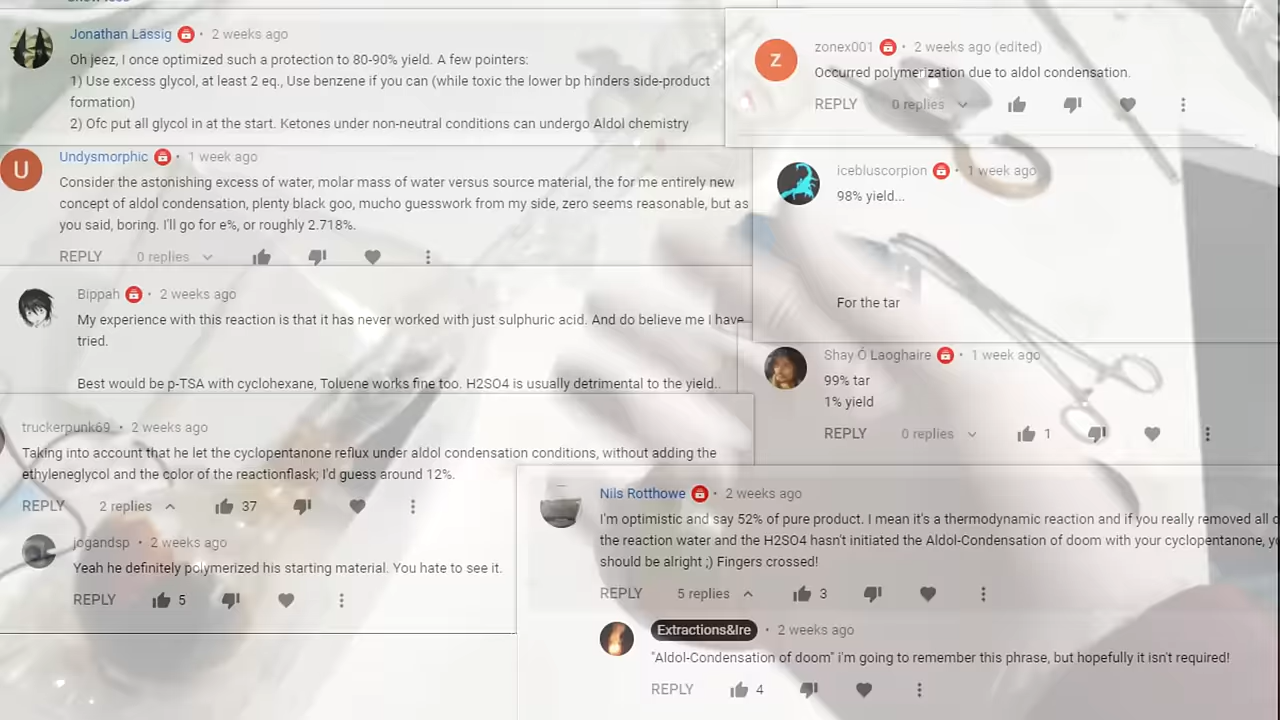 Jonathan Lässig • 2 weeks ago
Oh jeez, I once optimized such a protection to 80-90% yield. A few pointers:
1) Use excess glycol, at least 2 eq., Use benzene if you can (while toxic the lower bp hinders side-product
formation)
2) Ofc put all glycol in at the start. Ketones under non-neutral conditions can undergo Aldol chemistry
Undysmorphic • 1 week ago
U
Consider the astonishing excess of water, molar mass of water versus source material, the for me entirely new
concept of aldol condensation, plenty black goo, mucho guesswork from my side, zero seems reasonable, but as
you said, boring. I'll go for e%, or roughly 2.718%.
REPLY 0 replies
Bippah • 2 weeks ago
My experience with this reaction is that it has never worked with just sulphuric acid. And do believe me I have
tried.
Best would be p-TSA with cyclohexane, Toluene works fine too. H2SO4 is usually detrimental to the yield..
truckerpunk69 • 2 weeks ago
Taking into account that he let the cyclopentanone reflux under aldol condensation conditions, without adding the
ethyleneglycol and the color of the reactionflask; I'd guess around 12%.
REPLY 2 replies 37
jogandsp • 2 weeks ago
Yeah he definitely polymerized his starting material. You hate to see it.
REPLY 5
zonex001 • 2 weeks ago (edited)
Z
Occurred polymerization due to aldol condensation.
REPLY 0 replies
icebluscorpion • 1 week ago
98% yield...
For the tar
Shay Ó Laoghaire • 1 week ago
99% tar
1% yield
REPLY 0 replies 1
Nils Rotthowe • 2 weeks ago
I'm optimistic and say 52% of pure product. I mean it's a thermodynamic reaction and if you really removed all
the reaction water and the H2SO4 hasn't initiated the Aldol-Condensation of doom with your cyclopentanone,
should be alright ;) Fingers crossed!
REPLY 5 replies 3
Extractions&Ire • 2 weeks ago
"Aldol-Condensation of doom" i'm going to remember this phrase, but hopefully it isn't required!
REPLY 4